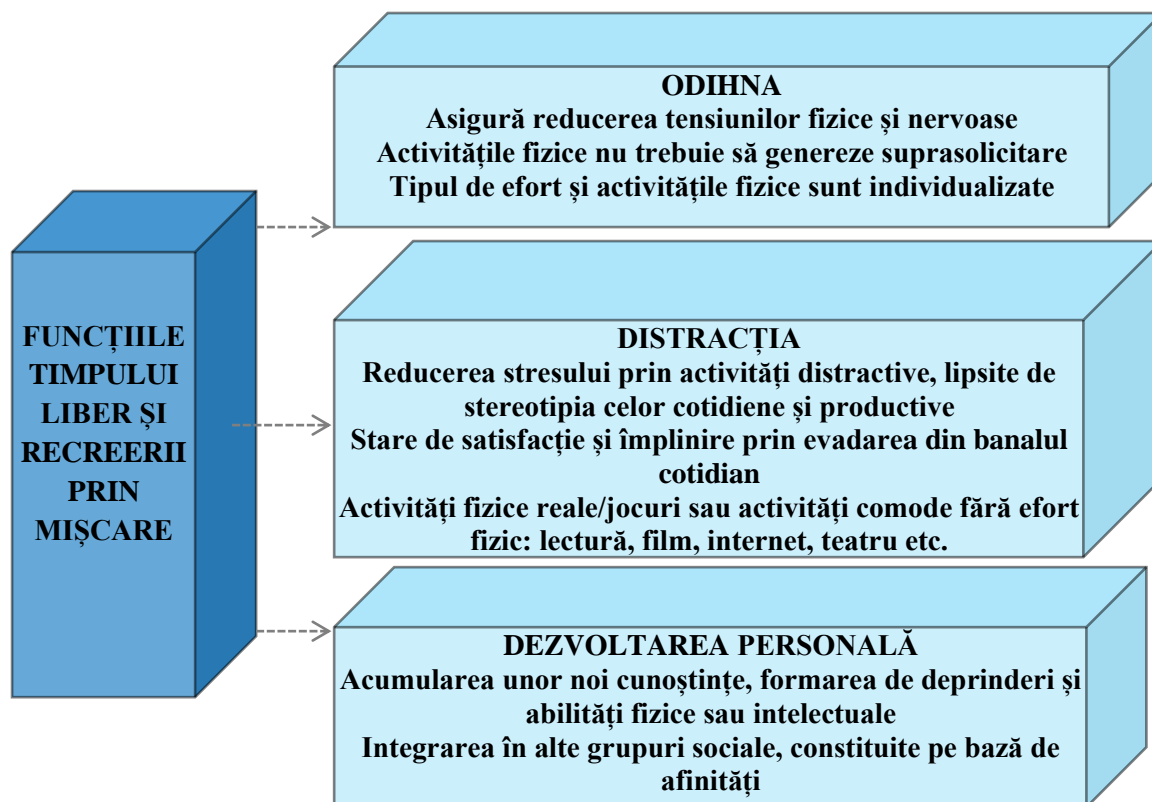 FUNCȚIILE
TIMPULUI
LIBER ȘI
RECREERII
PRIN
MIȘCARE
ODIHNA
Asigură reducerea tensiunilor fizice și nervoase
Activitățile fizice nu trebuie să genereze suprasolicitare
Tipul de efort și activitățile fizice sunt individualizate
DISTRACȚIA
Reducerea stresului prin activități distractive, lipsite de
stereotipia celor cotidiene și productive
Stare de satisfacție și împlinire prin evadarea din banalul
cotidian
Activități fizice reale/jocuri sau activități comode fără efort
fizic: lectură, film, internet, teatru etc.
DEZVOLTAREA PERSONALĂ
Acumularea unor noi cunoștințe, formarea de deprinderi și
abilități fizice sau intelectuale
Integrarea în alte grupuri sociale, constituite pe bază de
afinități